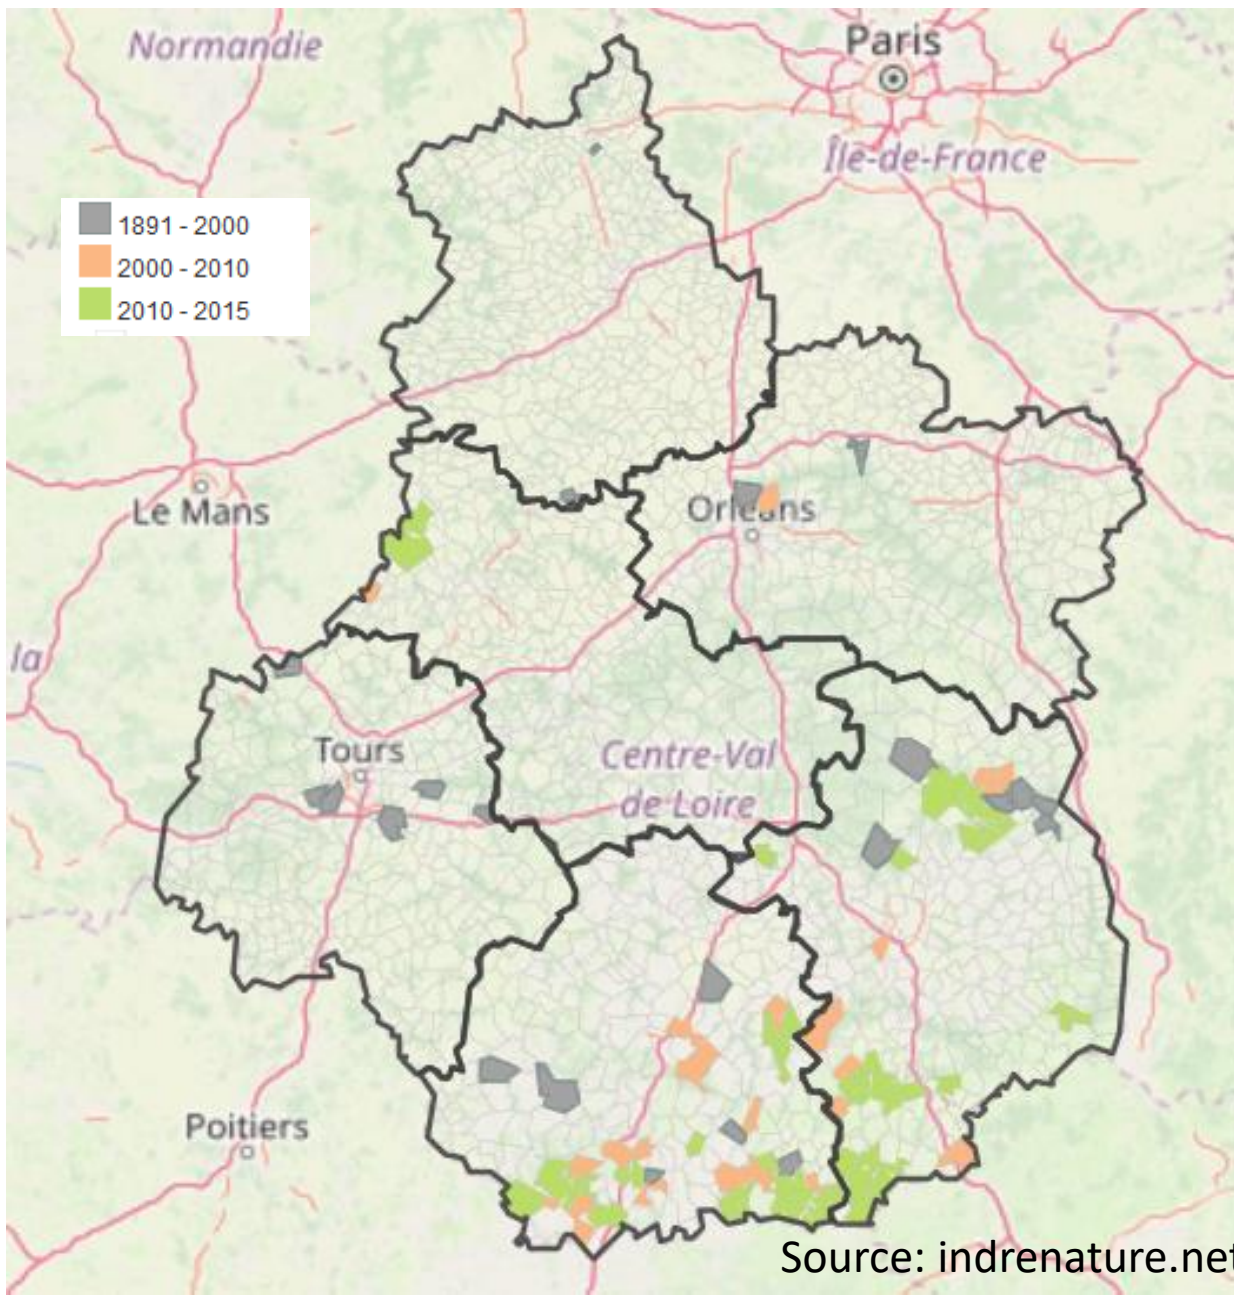 Normandie
Paris
Île-de-France
1891 - 2000
2000 - 2010
2010 - 2015
Le Mans
Orléans
la
Tours
Centre-Val
de Loire
Poitiers
Source: indrenature.net